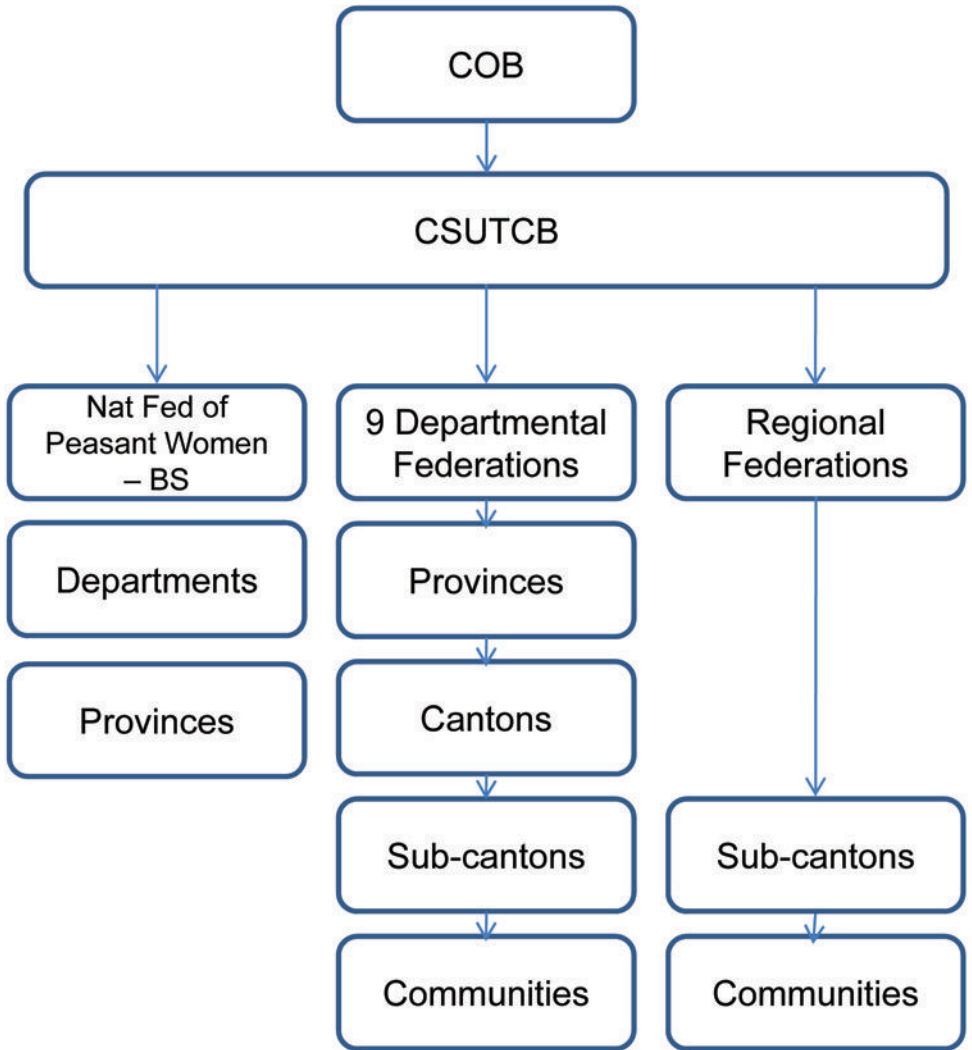 COB
CSUTCB
Nat Fed of
Peasant Women
– BS
9 Departmental
Federations
Regional
Federations
Departments
Provinces
Provinces
Cantons
Sub-cantons
Sub-cantons
Communities
Communities